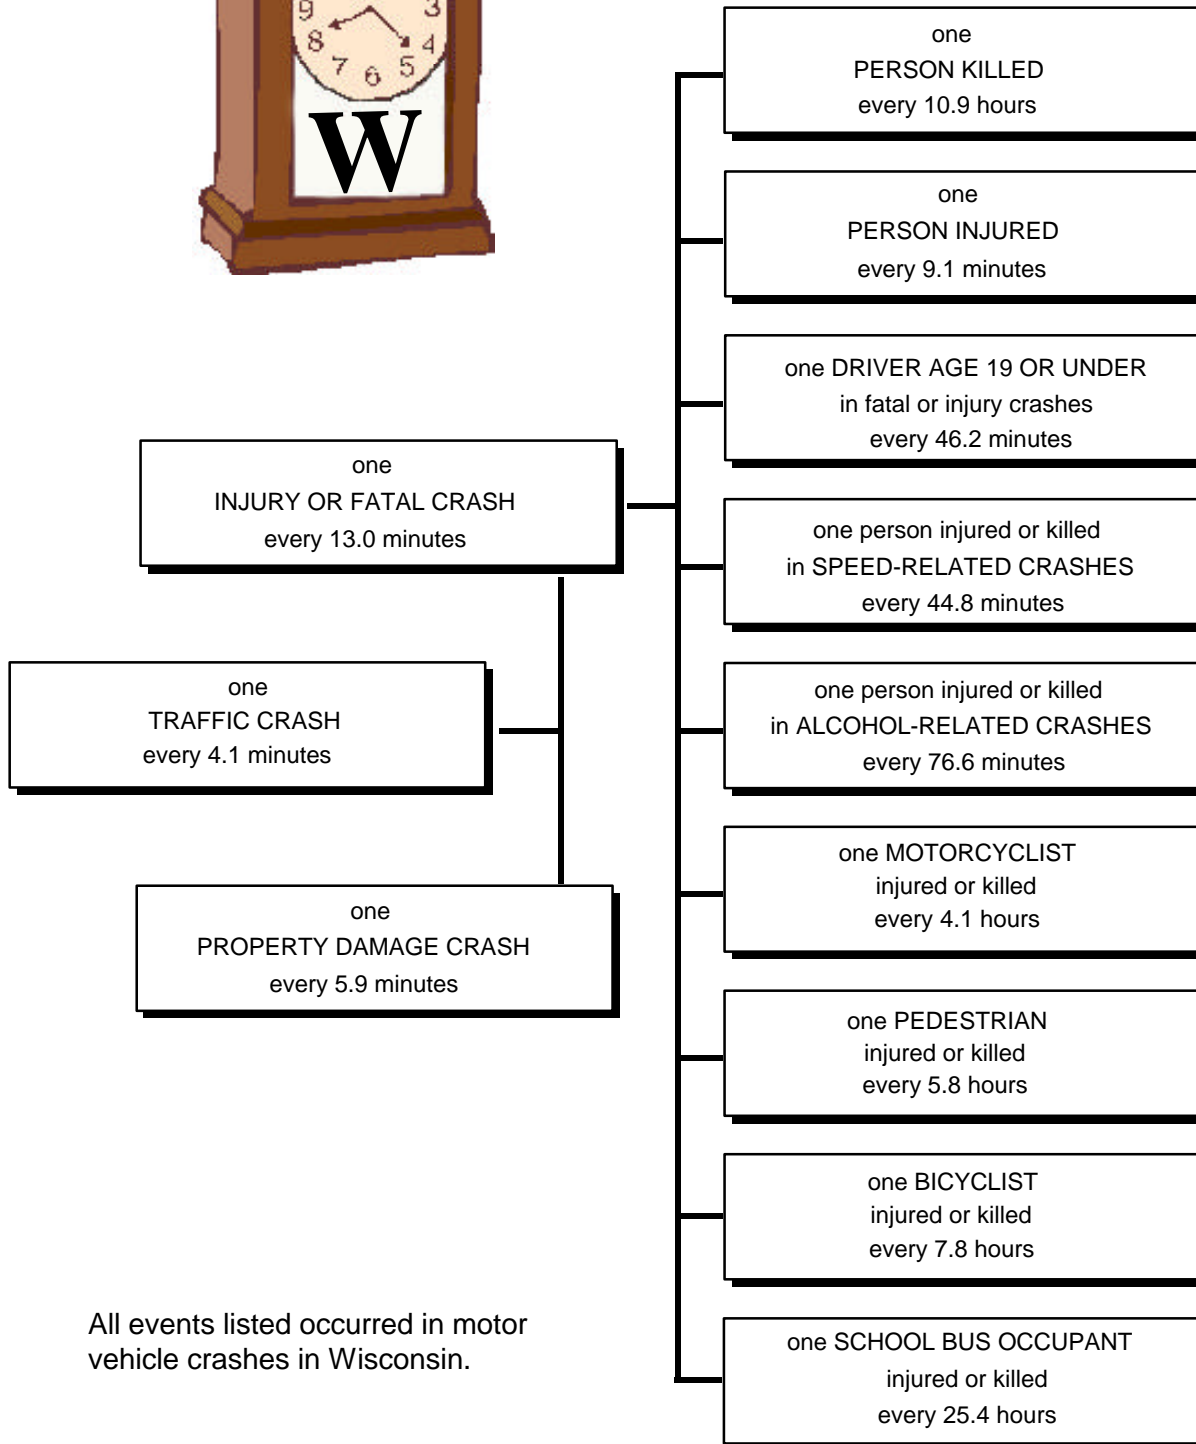 9
3
8
4
7
6
5
W
one
PERSON KILLED
every 10.9 hours
one
PERSON INJURED
every 9.1 minutes
one DRIVER AGE 19 OR UNDER
in fatal or injury crashes
every 46.2 minutes
one
INJURY OR FATAL CRASH
every 13.0 minutes
one person injured or killed
in SPEED-RELATED CRASHES
every 44.8 minutes
one
TRAFFIC CRASH
every 4.1 minutes
one person injured or killed
in ALCOHOL-RELATED CRASHES
every 76.6 minutes
one MOTORCYCLIST
injured or killed
every 4.1 hours
one
PROPERTY DAMAGE CRASH
every 5.9 minutes
one PEDESTRIAN
injured or killed
every 5.8 hours
one BICYCLIST
injured or killed
every 7.8 hours
one SCHOOL BUS OCCUPANT
injured or killed
every 25.4 hours
All events listed occurred in motor
vehicle crashes in Wisconsin.